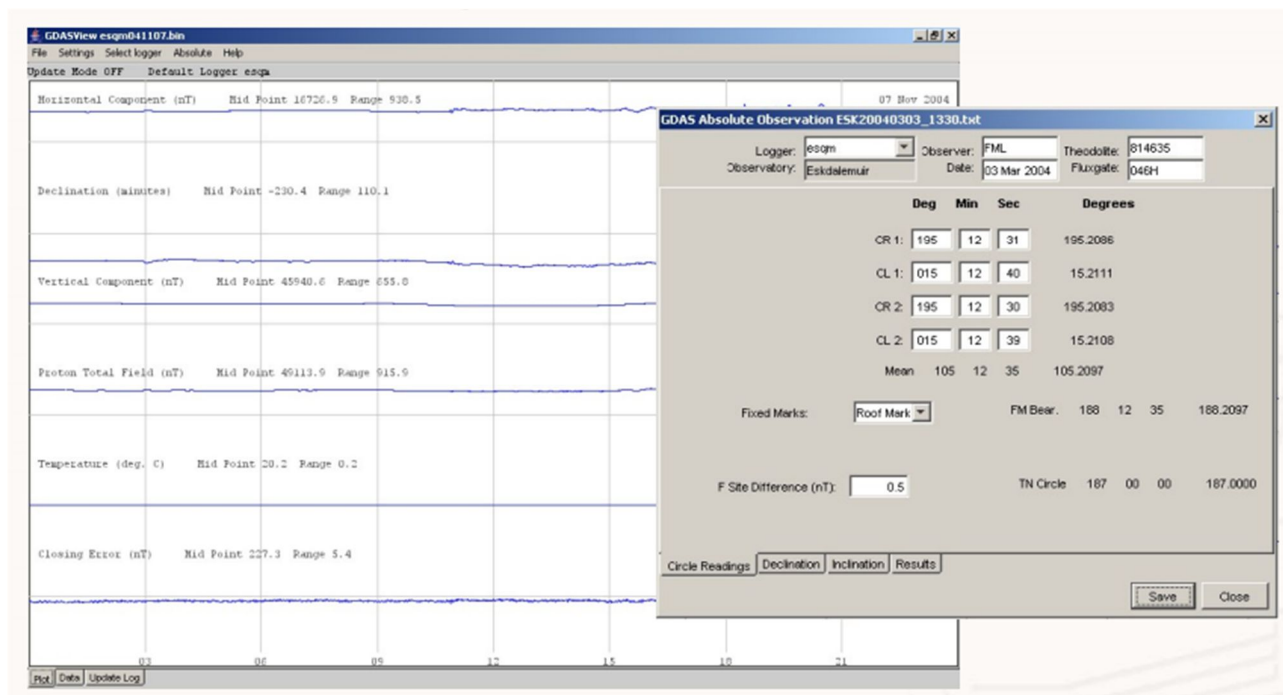 GDASView esqm041107.bin
File Settings Select logger Absolute Help
Update Mode OFF Default Logger esqm
Horizontal Component (nT) Mid Point 16726.9 Range 938.5
07 Nov 2004
Declination (minutes) Mid Point -230.4 Range 110.1
Vertical Component (nT) Mid Point 45940.6 Range 655.8
Proton Total Field (nT) Mid Point 49113.9 Range 915.9
Temperature (deg. C) Mid Point 20.2 Range 0.2
Closing Error (nT) Mid Point 227.3 Range 5.4
03 06 09 12 15 18 21
Plot Data Update Log
GDAS Absolute Observation ESK20040303_1330.txt
Logger: esqm Observer: FML Theodolite: 814635
Observatory: Eskdalemuir Date: 03 Mar 2004 Fluxgate: 046H
Deg Min Sec Degrees
CR 1: 195 12 31 195.2086
CL 1: 015 12 40 15.2111
CR 2: 195 12 30 195.2083
CL 2: 015 12 39 15.2108
Mean 105 12 35 105.2097
Fixed Marks: Roof Mark FM Bear. 188 12 35 188.2097
F Site Difference (nT): 0.5 TN Circle 187 00 00 187.0000
Circle Readings Declination Inclination Results
Save Close